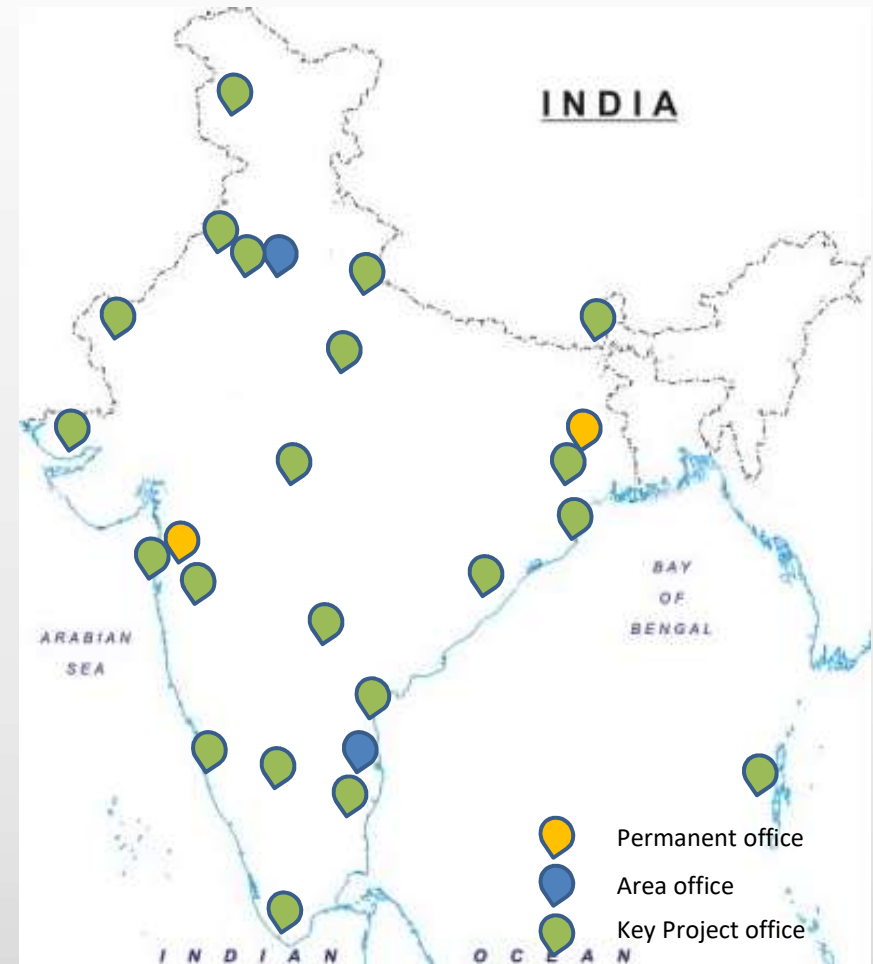 INDIA
BAY
OF
BENGAL
ARABIAN
SEA
Permanent office
Area office
Key Project office
INDIAN OCEAN